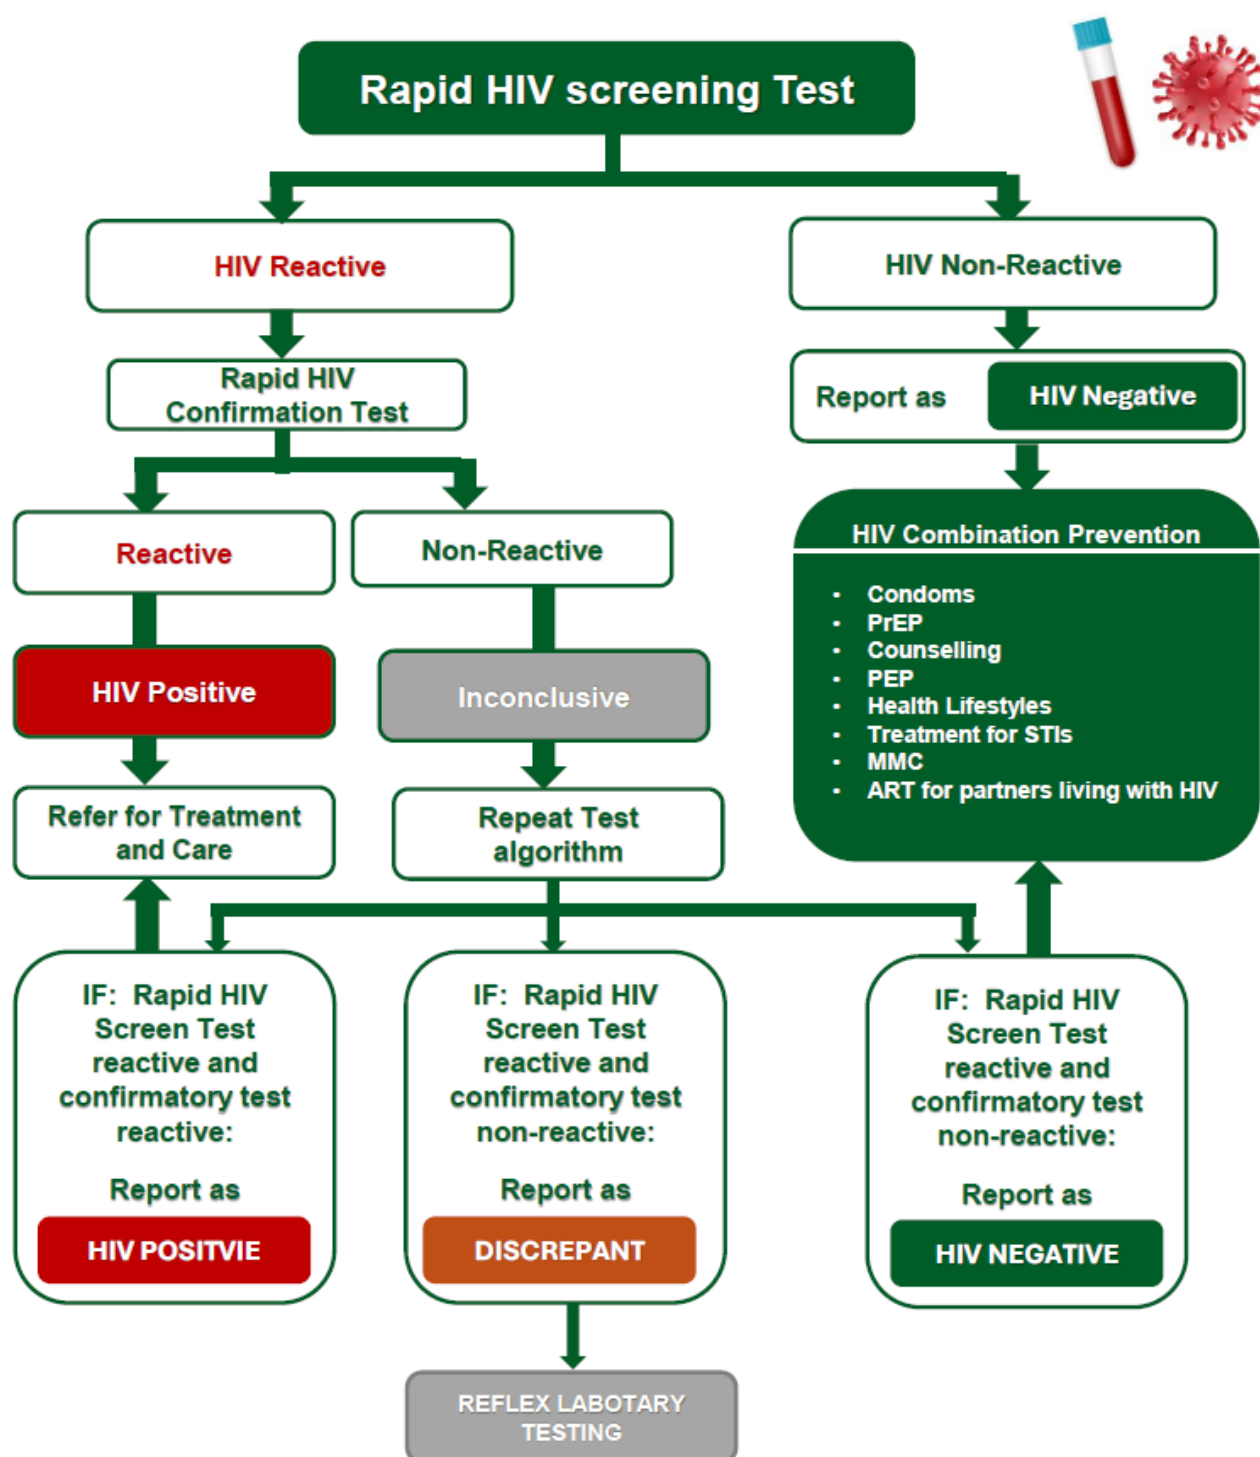 Rapid HIV screening Test
HIV Reactive
HIV Non-Reactive
Rapid HIV
Confirmation Test
Report as
HIV Negative
Reactive
Non-Reactive
HIV Positive
Inconclusive
Refer for Treatment
and Care
Repeat Test
algorithm
HIV Combination Prevention
• Condoms
• PrEP
• Counselling
• PEP
• Health Lifestyles
• Treatment for STIs
• MMC
• ART for partners living with HIV
IF: Rapid HIV
Screen Test
reactive and
confirmatory test
reactive:
Report as
HIV POSITVIE
IF: Rapid HIV
Screen Test
reactive and
confirmatory test
non-reactive:
Report as
DISCREPANT
IF: Rapid HIV
Screen Test
reactive and
confirmatory test
non-reactive:
Report as
HIV NEGATIVE
REFLEX LABOTARY
TESTING